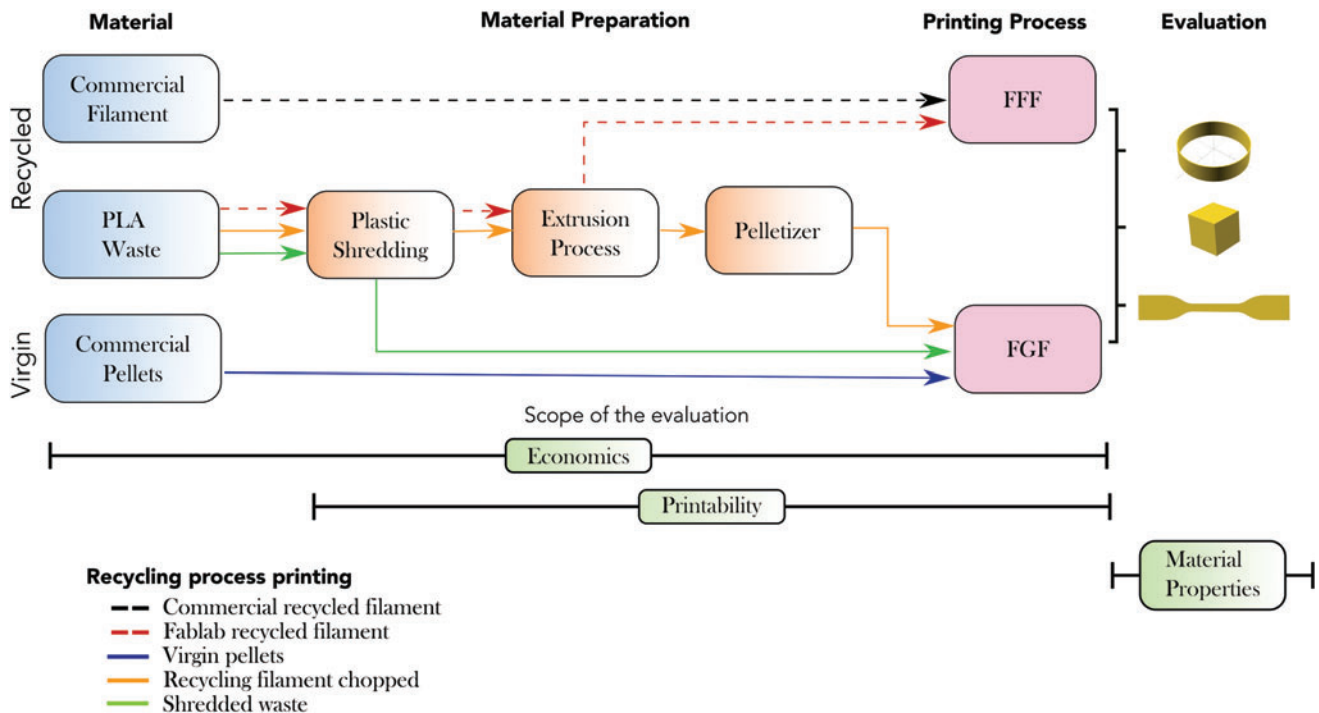 Material
Material Preparation
Printing Process
Evaluation
Recycled
Commercial
Filament
FFF
PLA
Waste
Plastic
Shredding
Extrusion
Process
Pelletizer
Virgin
Commercial
Pellets
FGF
Scope of the evaluation
Economics
Printability
Material
Properties
Recycling process printing
Commercial recycled filament
Fablab recycled filament
Virgin pellets
Recycling filament chopped
Shredded waste